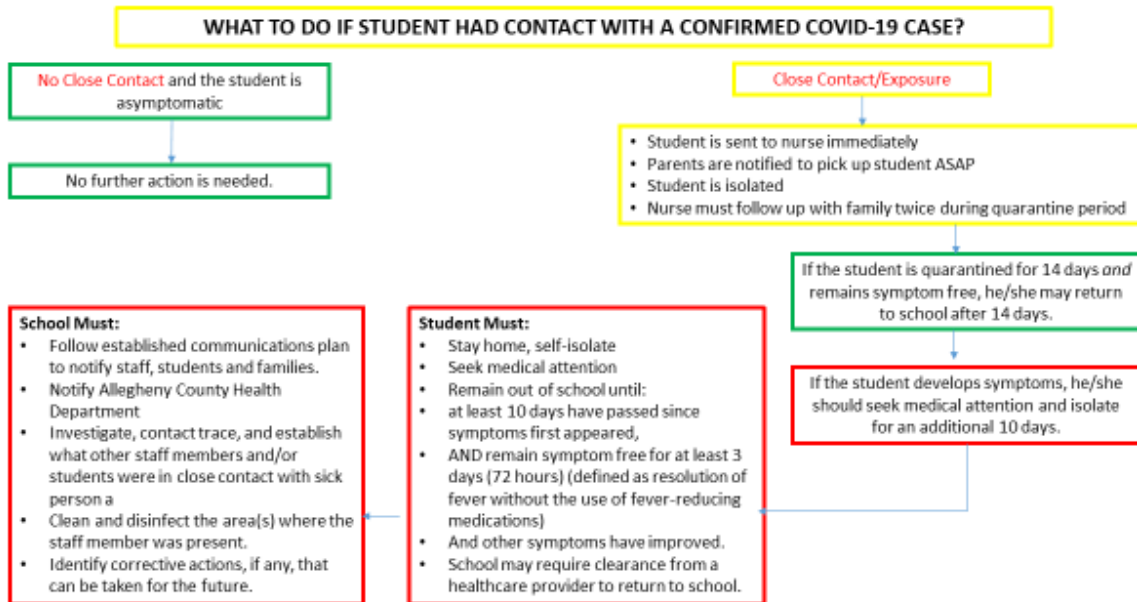 WHAT TO DO IF STUDENT HAD CONTACT WITH A CONFIRMED COVID-19 CASE?
No Close Contact and the student is
asymptomatic
No further action is needed.
Close Contact/Exposure
• Student is sent to nurse immediately
• Parents are notified to pick up student ASAP
• Student is isolated
• Nurse must follow up with family twice during quarantine period
If the student is quarantined for 14 days and
remains symptom free, he/she may return
to school after 14 days.
If the student develops symptoms, he/she
should seek medical attention and isolate
for an additional 10 days.
Student Must:
• Stay home, self-isolate
• Seek medical attention
• Remain out of school until:
• at least 10 days have passed since
symptoms first appeared,
• AND remain symptom free for at least 3
days (72 hours) (defined as resolution of
fever without the use of fever-reducing
medications)
• And other symptoms have improved.
• School may require clearance from a
healthcare provider to return to school.
School Must:
• Follow established communications plan
to notify staff, students and families.
• Notify Allegheny County Health
Department
• Investigate, contact trace, and establish
what other staff members and/or
students were in close contact with sick
person a
• Clean and disinfect the area(s) where the
staff member was present.
• Identify corrective actions, if any, that
can be taken for the future.